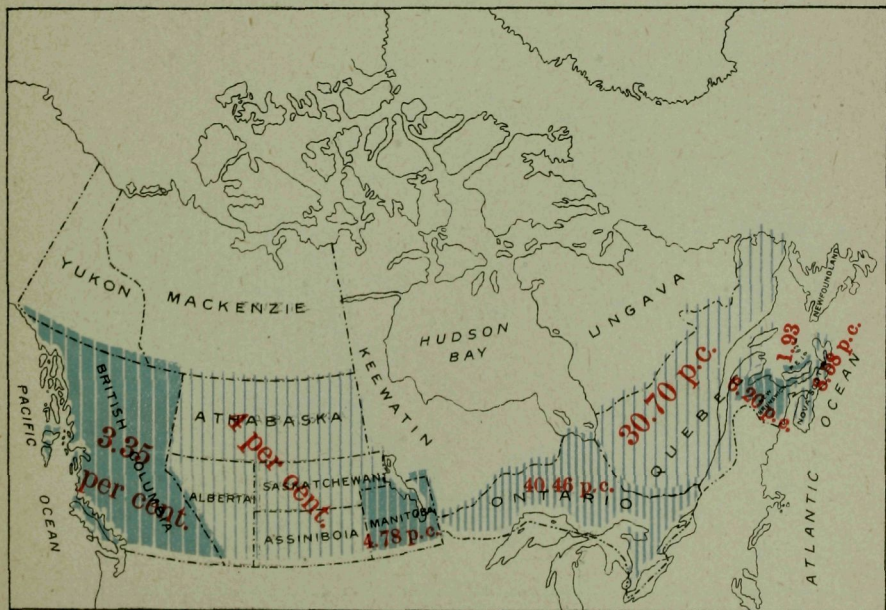 YUKON
MACKENZIE
KEEWATIN
HUDSON
BAY
UNGAVA
NEWFOUNDLAND
PACIFIC
OCEAN
BRITISH COLUMBIA
3.35
per cent.
ATHABASKA
4 per cent.
ALBERTA
SASKATCHEWAN
ASSINIBOIA
MANITOBA
4.78 p.c.
ONTARIO
40.46 p.c.
QUEBEC
30.70 p.c.
1.93
p.c.
NOVA
ATLANTIC
OCEAN